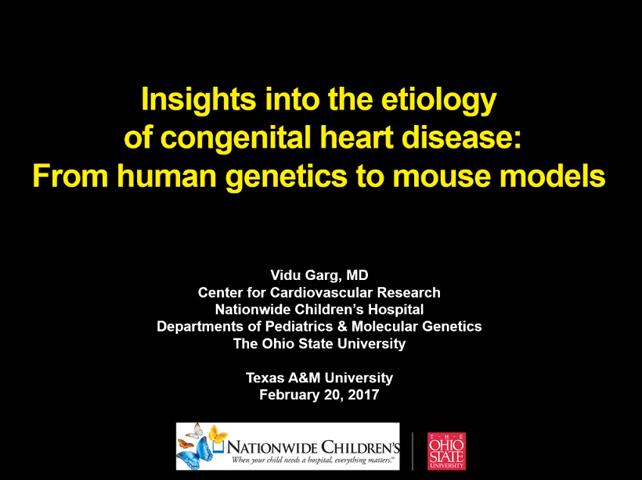 Insights into the etiology
of congenital heart disease:
From human genetics to mouse models
Vidu Garg, MD
Center for Cardiovascular Research
Nationwide Children's Hospital
Departments of Pediatrics & Molecular Genetics
The Ohio State University
Texas A&M University
February 20, 2017
NATIONWIDE CHILDREN'S
When your child needs a hospital, everything matters.™
THE
OHIO
STATE
UNIVERSITY